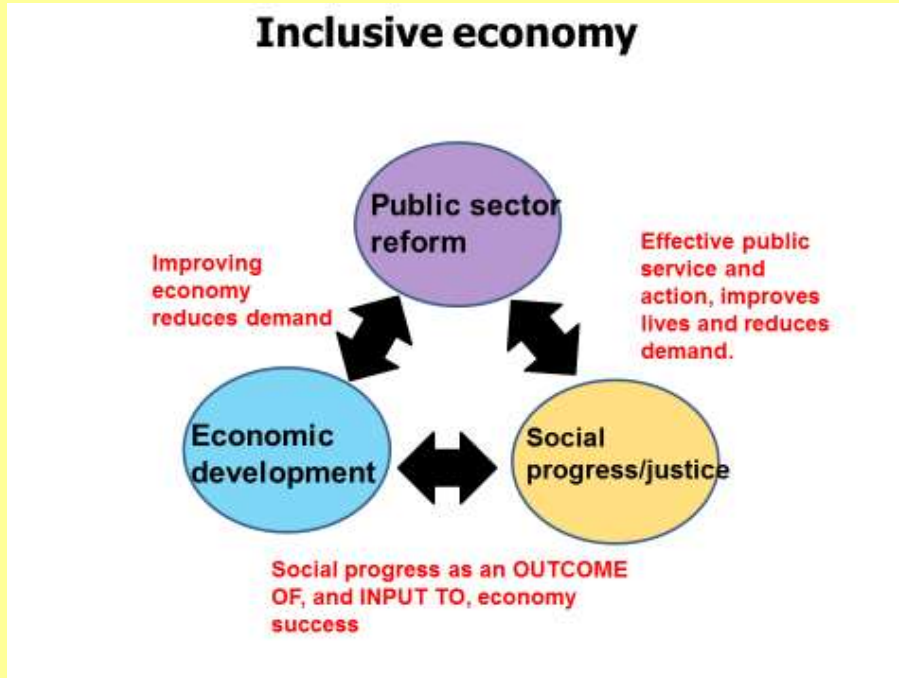 Inclusive economy
Public sector
reform
Improving
economy
reduces demand
Effective public
service and
action, improves
lives and reduces
demand.
Economic
development
Social
progress/justice
Social progress as an OUTCOME
OF, and INPUT TO, economy
success